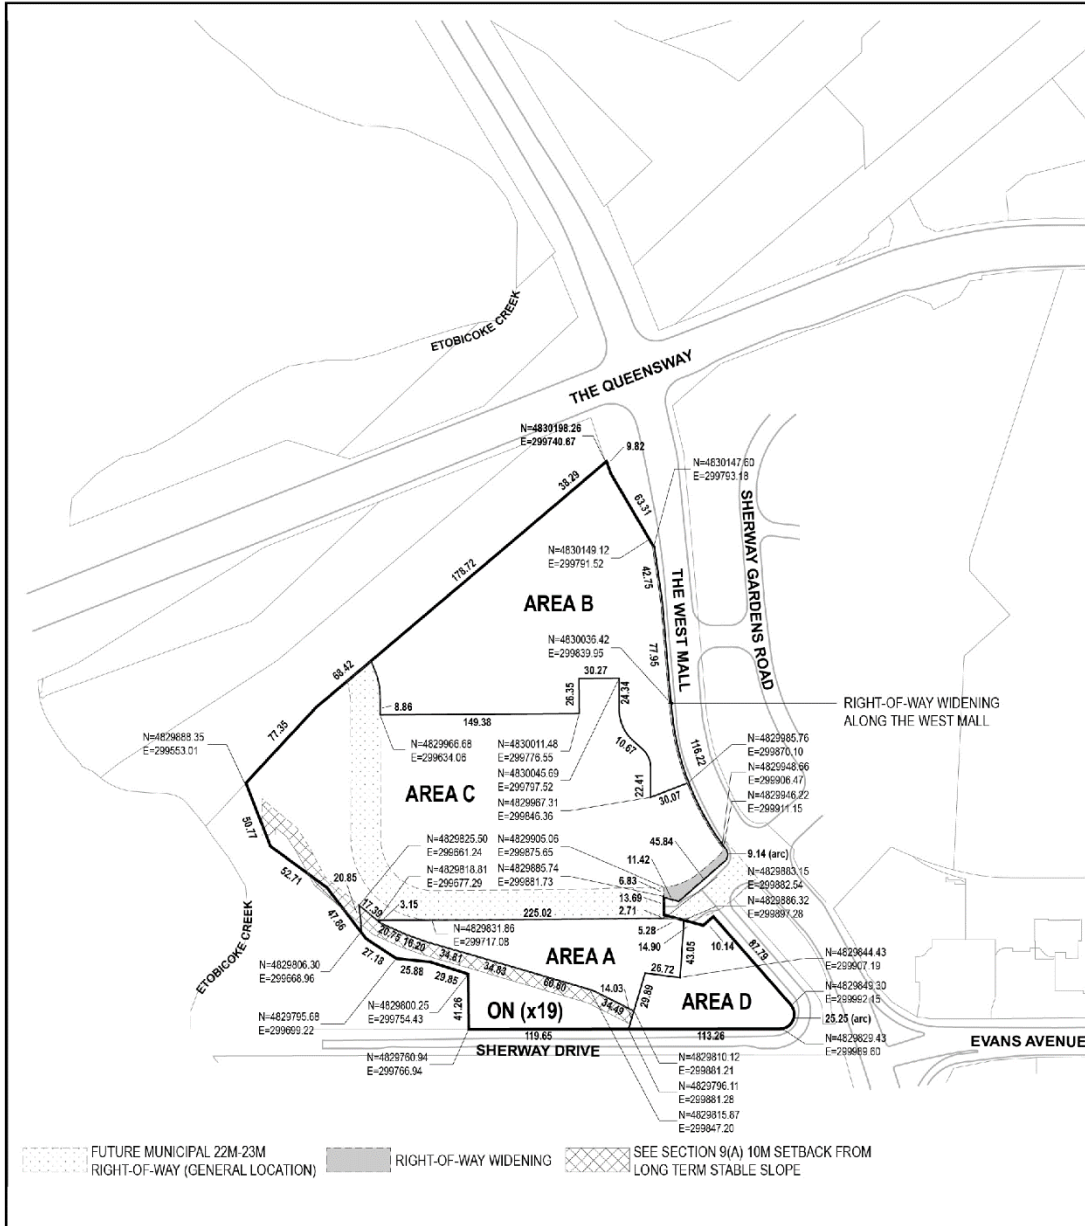 ETOBICOKE CREEK
THE QUEENSWAY
N=4830198.26
E=299740.67
9.82
38.29
N=4830147.60
E=299793.18
63.31
SHERWAY GARDENS ROAD
N=4830149.12
E=299791.52
178.72
42.75
THE WEST MALL
AREA B
N=4830036.42
E=299839.95
77.95
30.27
68.42
26.35
24.34
RIGHT-OF-WAY WIDENING
ALONG THE WEST MALL
8.86
149.38
77.35
N=4829888.35
E=299553.01
N=4829966.68
E=299634.06
N=4830011.48
E=299776.55
10.67
N=4829985.76
E=299870.10
116.22
N=4830045.69
E=299797.52
N=4829948.66
E=299906.47
22.41
30.07
AREA C
N=4829967.31
E=299846.36
N=4829946.22
E=299911.15
50.77
N=4829825.50
E=299661.24
N=4829905.06
E=299875.65
45.84
9.14 (arc)
11.42
N=4829818.81
E=299677.29
N=4829885.74
E=299881.73
N=4829883.15
E=299882.54
52.71
20.85
6.83
13.69
N=4829886.32
E=299897.28
17.39
3.15
225.02
2.71
47.86
5.28
20.75
16.20
N=4829831.86
E=299717.08
14.90
10.14
87.79
ETOBICOKE CREEK
27.18
34.81
AREA A
43.05
N=4829844.43
E=299907.19
N=4829806.30
E=299668.96
25.88
29.85
34.83
26.72
60.80
14.03
29.89
N=4829849.30
E=299992.15
N=4829800.25
E=299754.43
41.26
ON (x19)
34.49
AREA D
N=4829795.68
E=299699.22
25.25 (arc)
119.65
113.26
N=4829829.43
E=299989.60
EVANS AVENUE
SHERWAY DRIVE
N=4829760.94
E=299766.94
N=4829810.12
E=299881.21
N=4829796.11
E=299881.28
N=4829815.87
E=299847.20
FUTURE MUNICIPAL 22M-23M
RIGHT-OF-WAY (GENERAL LOCATION)
RIGHT-OF-WAY WIDENING
SEE SECTION 9(A) 10M SETBACK FROM
LONG TERM STABLE SLOPE